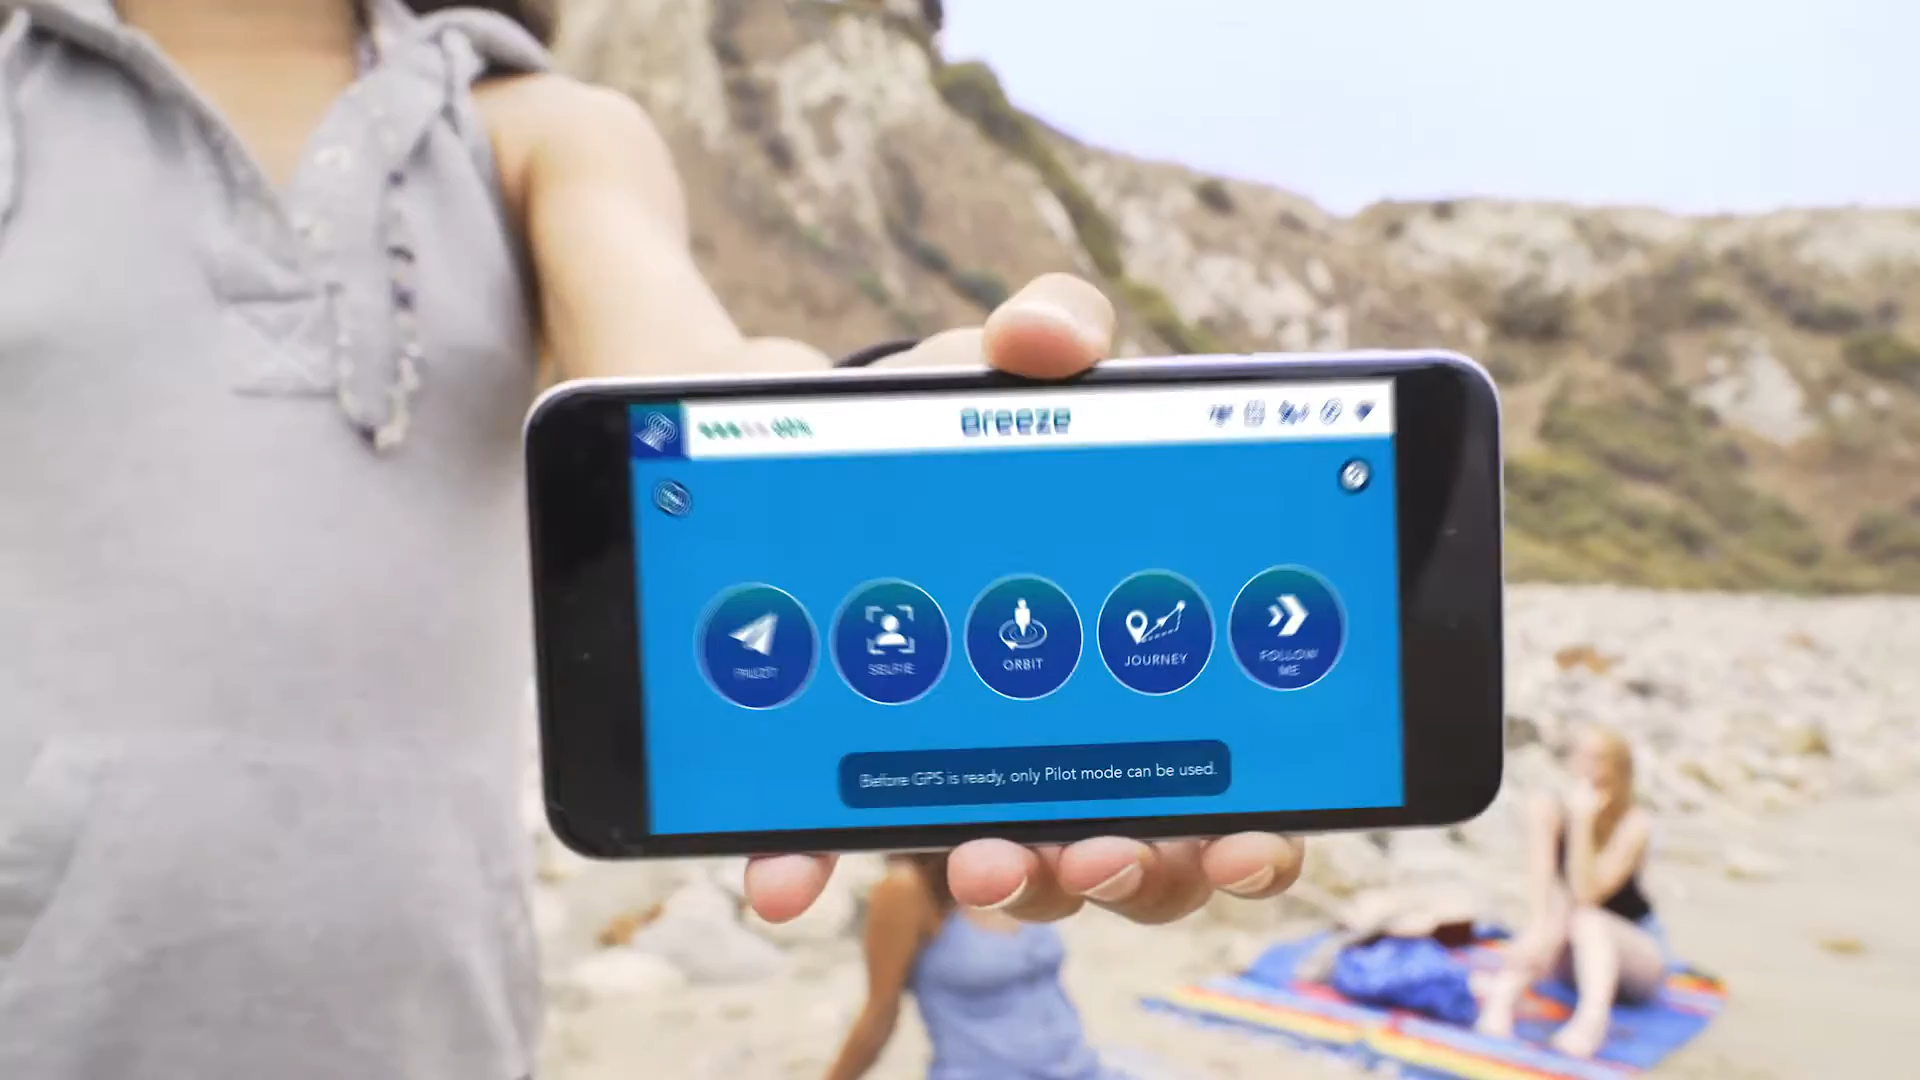 Breeze
PILOT
SELFIE
ORBIT
JOURNEY
FOLLOW
ME
Before GPS is ready, only Pilot mode can be used.